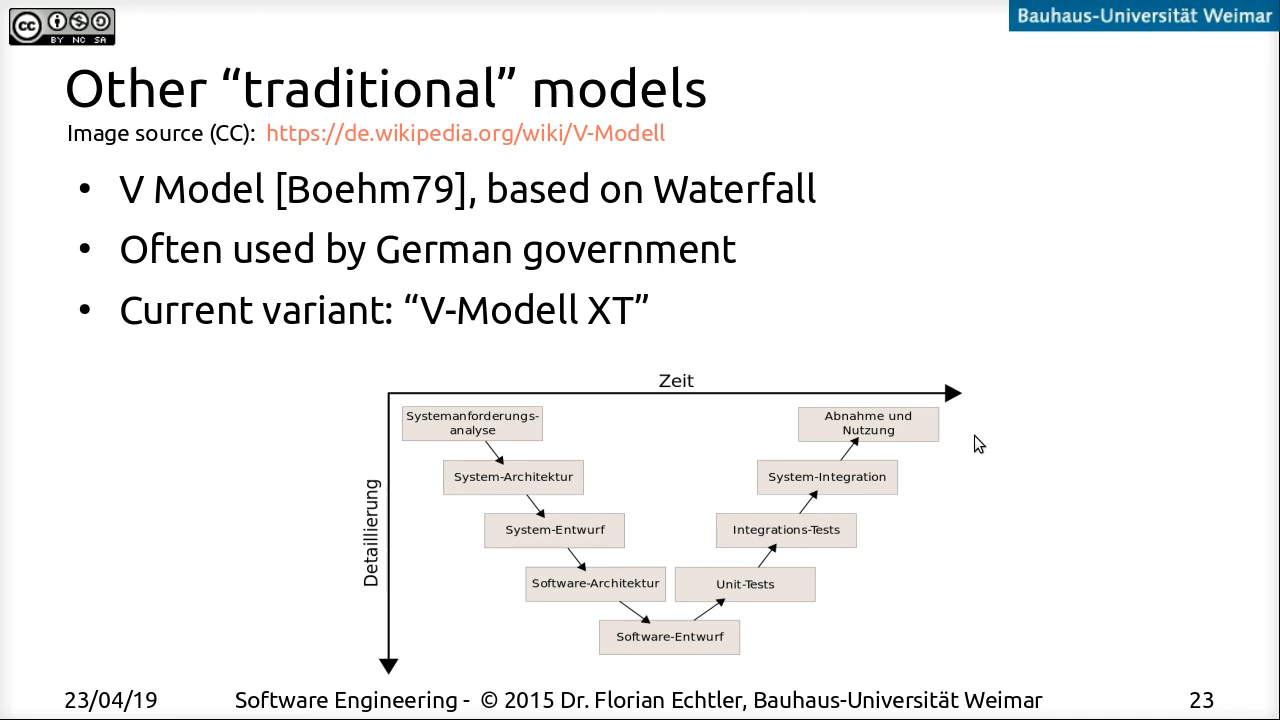 BY NC SA
Bauhaus-Universität Weimar
Other “traditional” models
Image source (CC): https://de.wikipedia.org/wiki/V-Modell
• V Model [Boehm79], based on Waterfall
• Often used by German government
• Current variant: “V-Modell XT”
Zeit
Detaillierung
Systemanforderungs-
analyse
System-Architektur
System-Entwurf
Software-Architektur
Software-Entwurf
Unit-Tests
Integrations-Tests
System-Integration
Abnahme und
Nutzung
23/04/19
Software Engineering - © 2015 Dr. Florian Echtler, Bauhaus-Universität Weimar
23